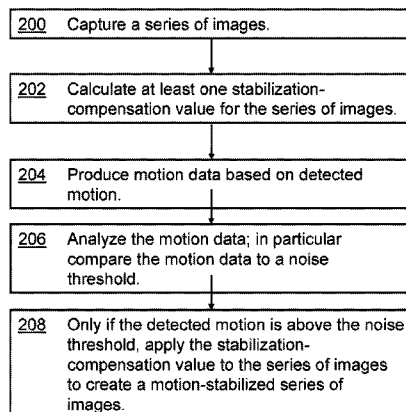 200 Capture a series of images.
202 Calculate at least one stabilization-
compensation value for the series of images.
204 Produce motion data based on detected
motion.
206 Analyze the motion data; in particular
compare the motion data to a noise
threshold.
208 Only if the detected motion is above the noise
threshold, apply the stabilization-
compensation value to the series of images
to create a motion-stabilized series of
images.